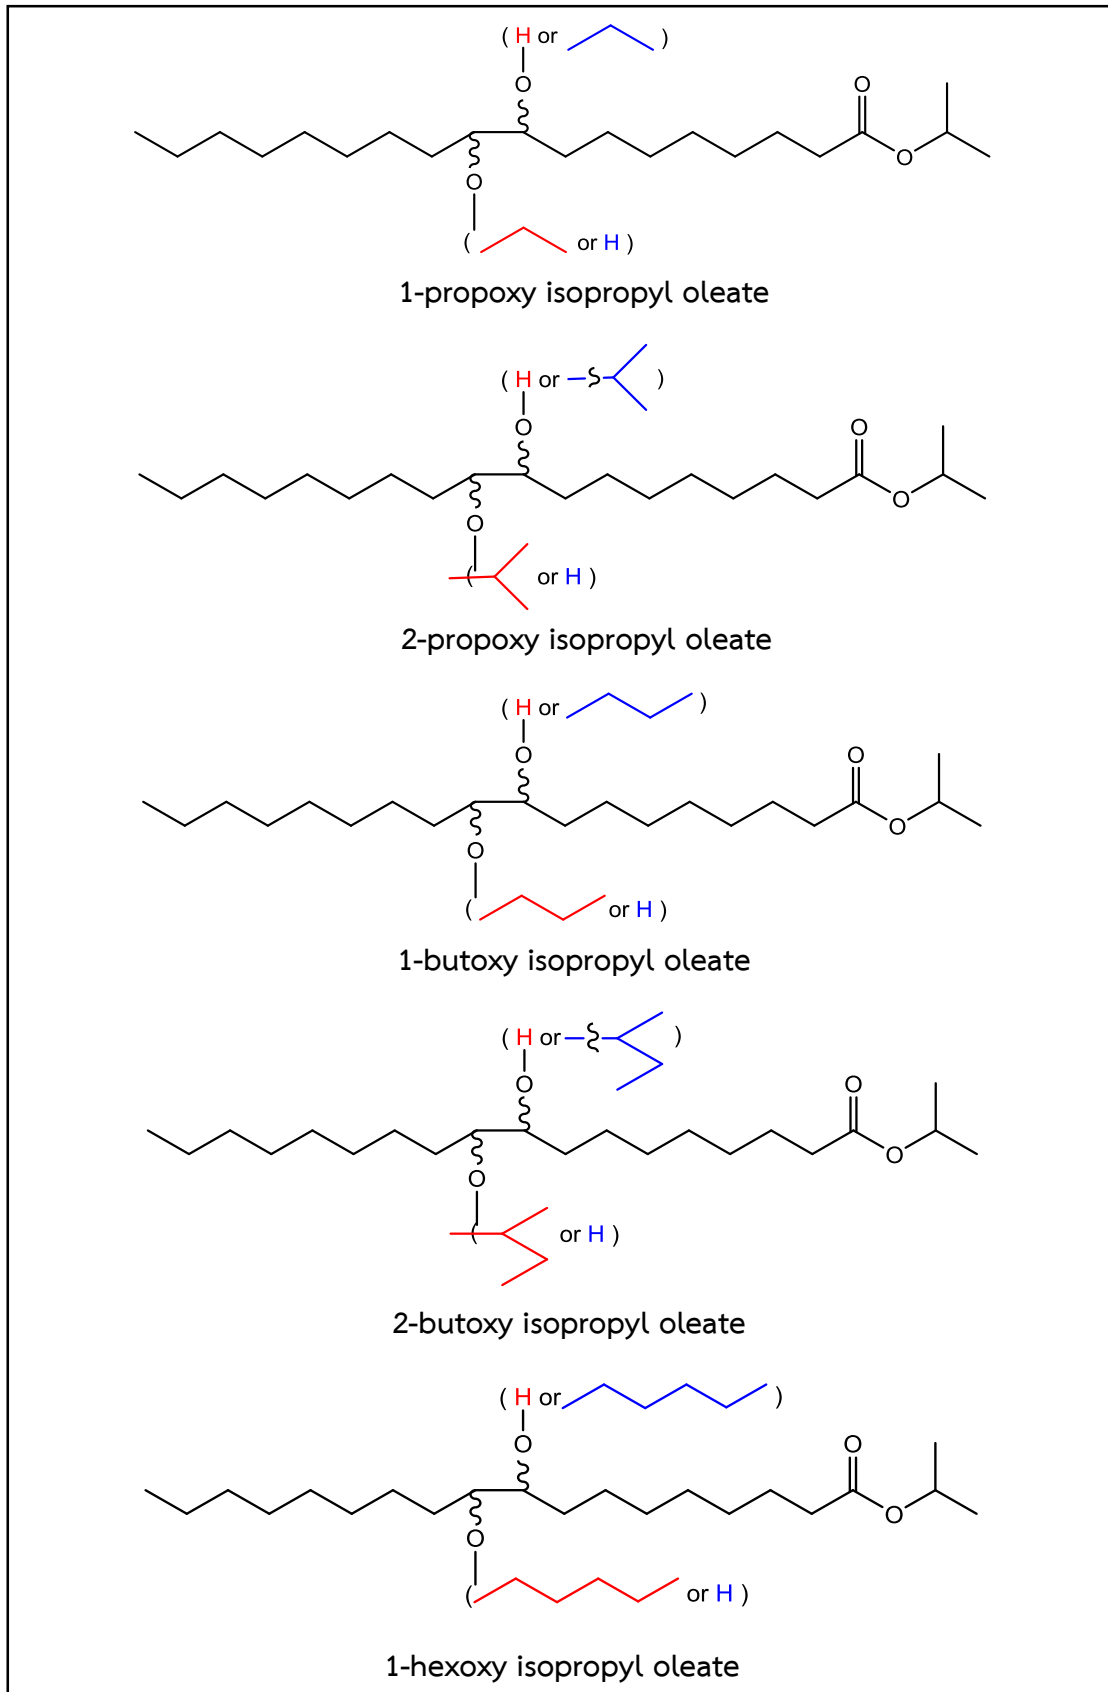 ( H or )
O
O
O
O
( or H )
1-propoxy isopropyl oleate
( H or )
O
O
O
O
( or H )
2-propoxy isopropyl oleate
( H or )
O
O
O
O
( or H )
1-butoxy isopropyl oleate
( H or )
O
O
O
O
( or H )
2-butoxy isopropyl oleate
( H or )
O
O
O
O
( or H )
1-hexoxy isopropyl oleate